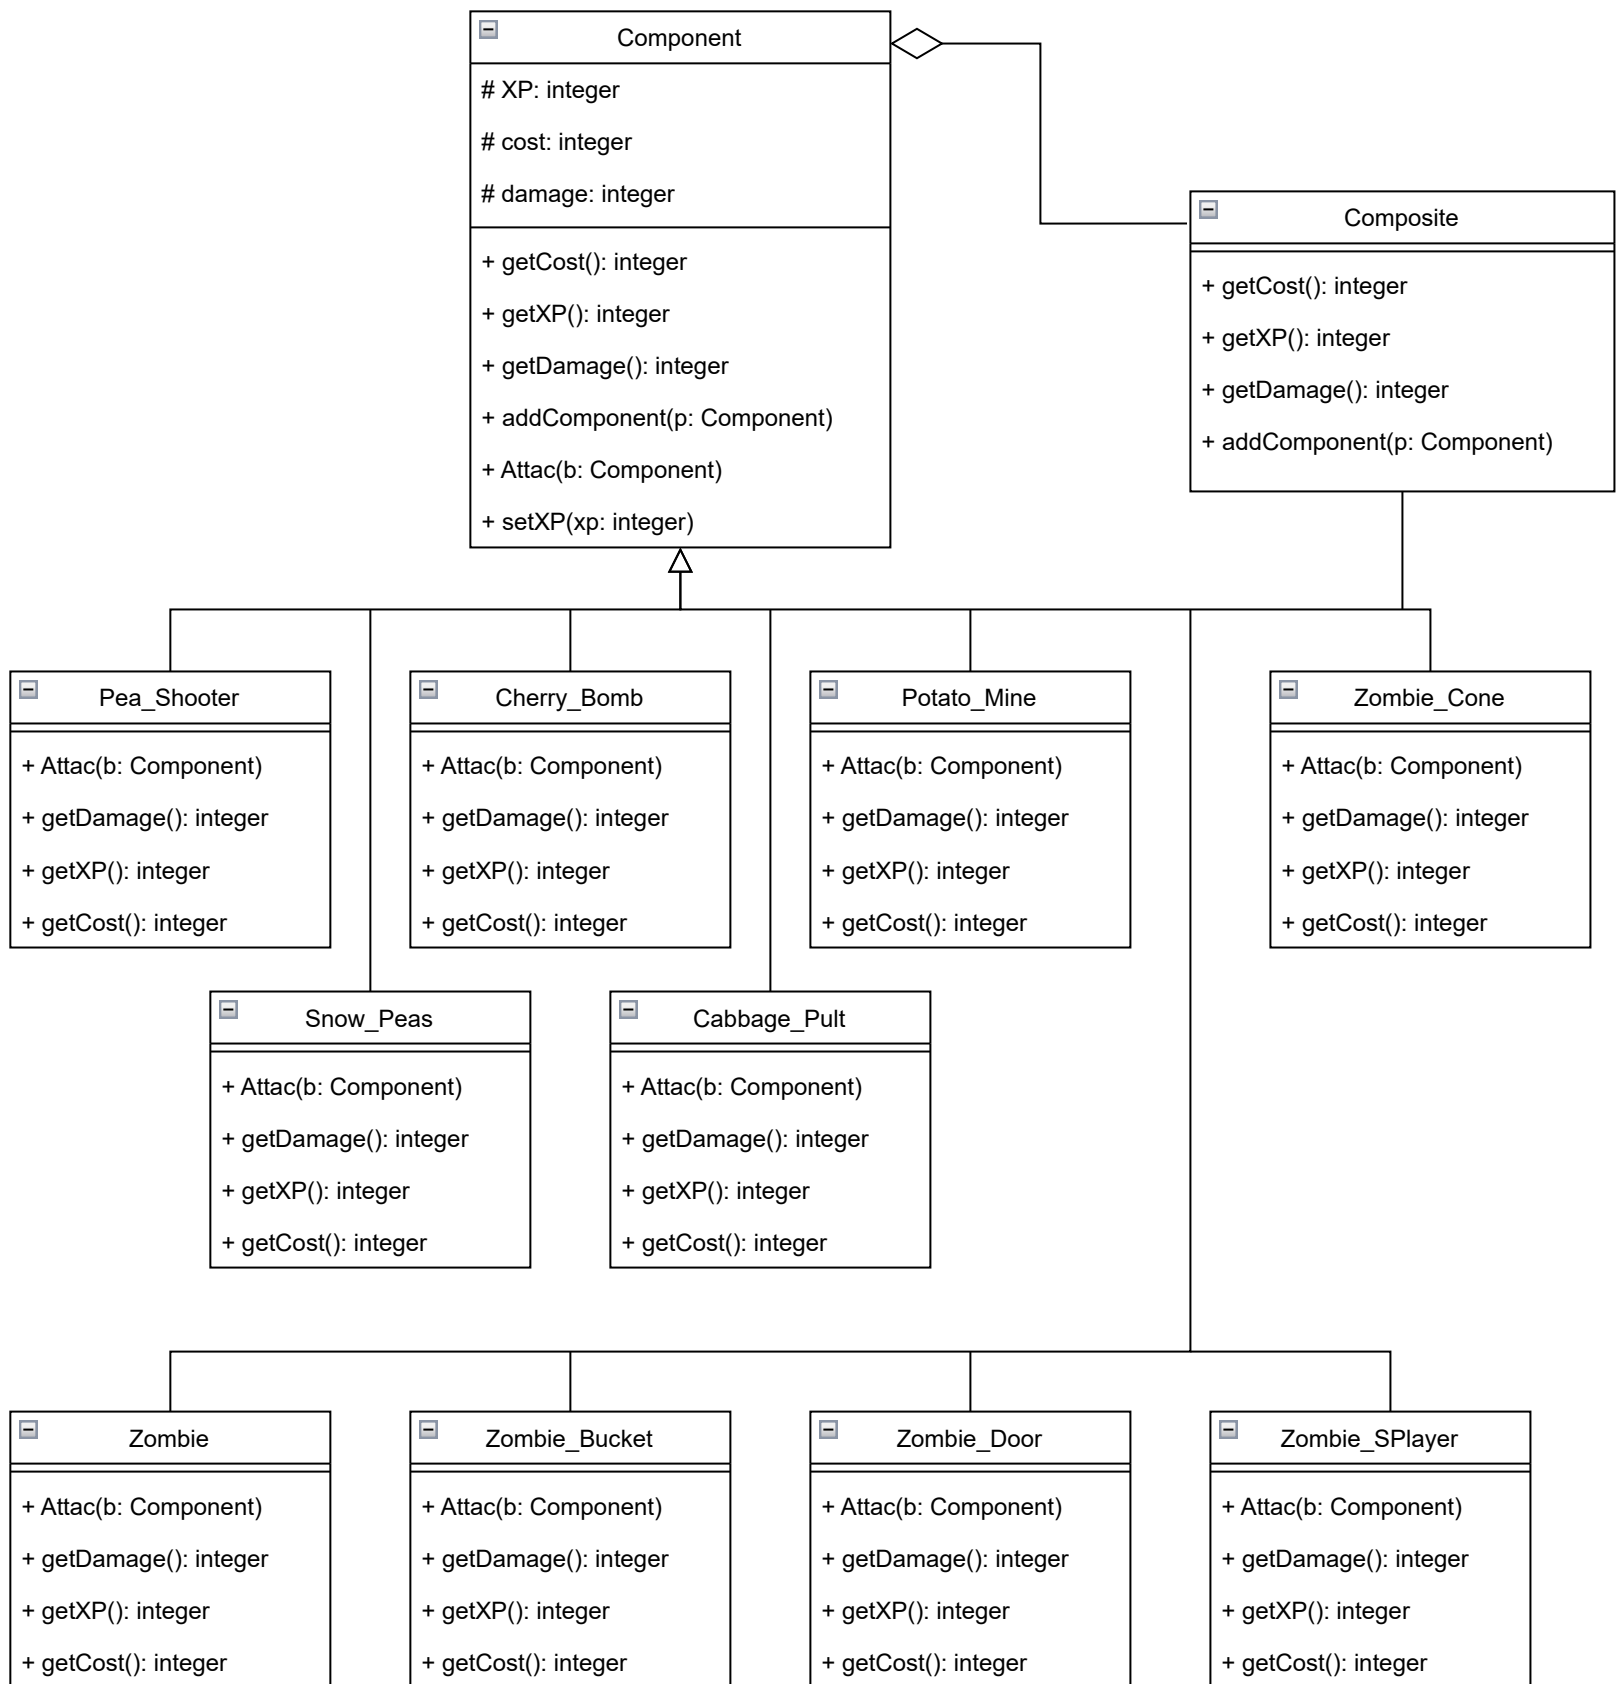 Component
# XP: integer
# cost: integer
# damage: integer
+ getCost(): integer
+ getXP(): integer
+ getDamage(): integer
+ addComponent(p: Component)
+ Attac(b: Component)
+ setXP(xp: integer)
Composite
+ getCost(): integer
+ getXP(): integer
+ getDamage(): integer
+ addComponent(p: Component)
Pea_Shooter
+ Attac(b: Component)
+ getDamage(): integer
+ getXP(): integer
+ getCost(): integer
Cherry_Bomb
+ Attac(b: Component)
+ getDamage(): integer
+ getXP(): integer
+ getCost(): integer
Potato_Mine
+ Attac(b: Component)
+ getDamage(): integer
+ getXP(): integer
+ getCost(): integer
Zombie_Cone
+ Attac(b: Component)
+ getDamage(): integer
+ getXP(): integer
+ getCost(): integer
Snow_Peas
+ Attac(b: Component)
+ getDamage(): integer
+ getXP(): integer
+ getCost(): integer
Cabbage_Pult
+ Attac(b: Component)
+ getDamage(): integer
+ getXP(): integer
+ getCost(): integer
Zombie
+ Attac(b: Component)
+ getDamage(): integer
+ getXP(): integer
+ getCost(): integer
Zombie_Bucket
+ Attac(b: Component)
+ getDamage(): integer
+ getXP(): integer
+ getCost(): integer
Zombie_Door
+ Attac(b: Component)
+ getDamage(): integer
+ getXP(): integer
+ getCost(): integer
Zombie_SPlayer
+ Attac(b: Component)
+ getDamage(): integer
+ getXP(): integer
+ getCost(): integer